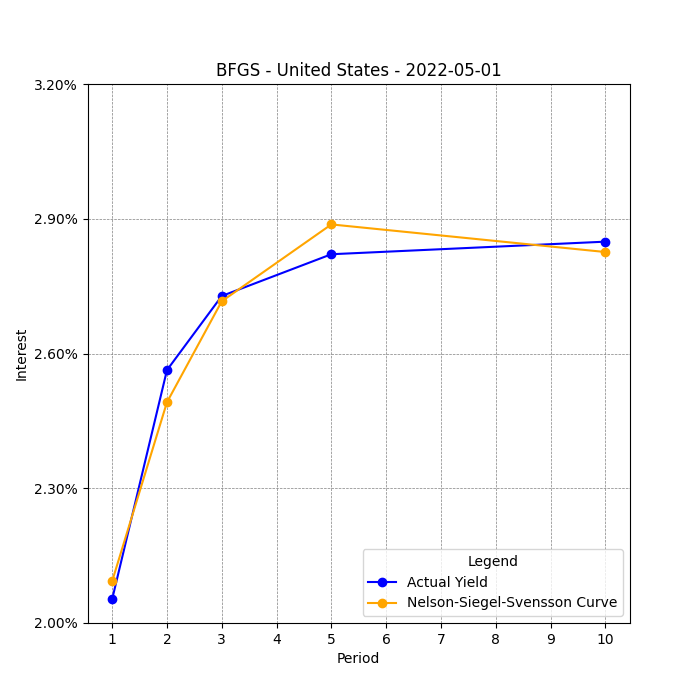 BFGS - United States - 2022-05-01
3.20%
2.90%
2.60%
2.30%
2.00%
Interest
1 2 3 4 5 6 7 8 9 10
Period
Legend
Actual Yield
Nelson-Siegel-Svensson Curve